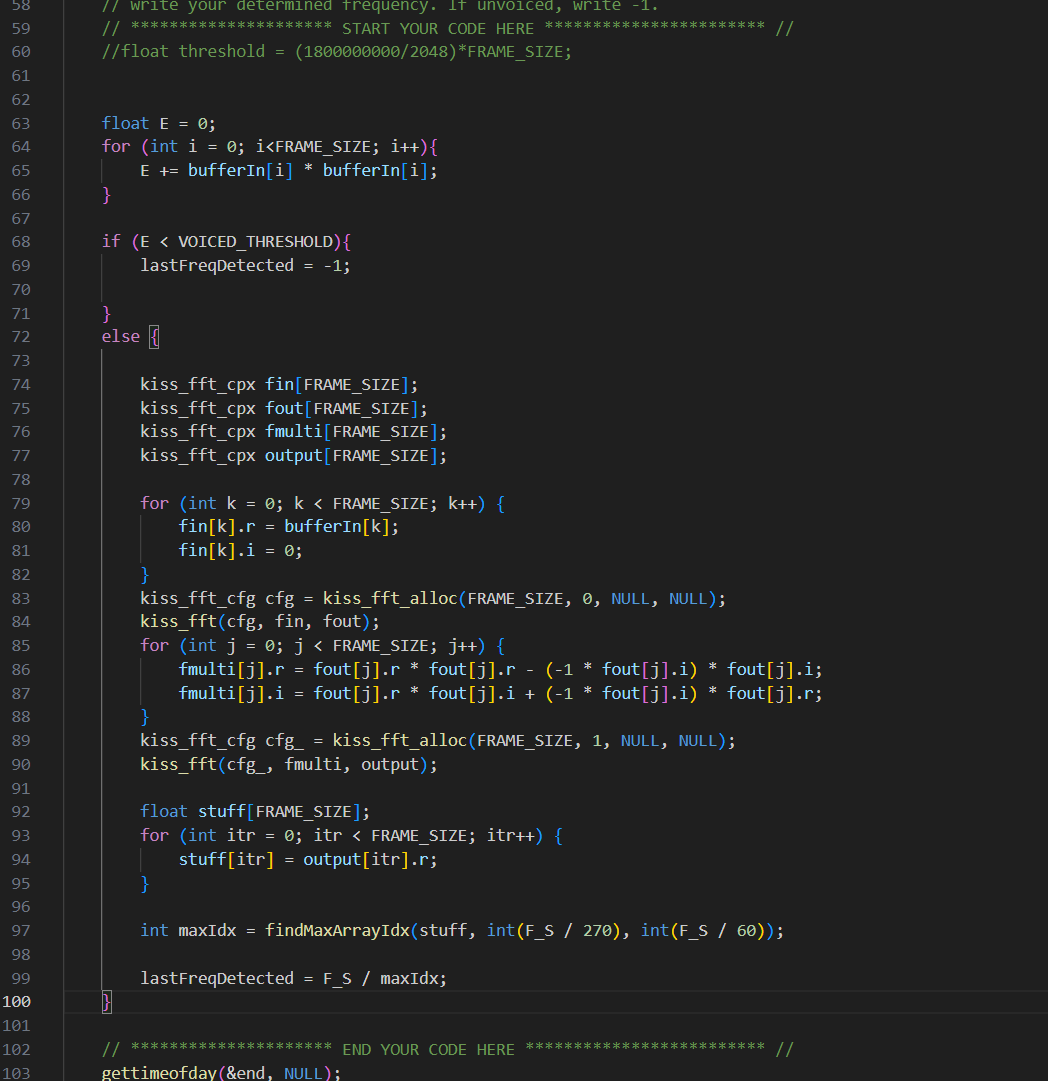 58 // write your determined frequency. If unvoiced, write -1.
59 // ********************* START YOUR CODE HERE *********************** //
60 //float threshold = (1800000000/2048)*FRAME_SIZE;
61
62
63 float E = 0;
64 for (int i = 0; i<FRAME_SIZE; i++){
65 E += bufferIn[i] * bufferIn[i];
66 }
67
68 if (E < VOICED_THRESHOLD){
69 lastFreqDetected = -1;
70
71 }
72 else {
73
74 kiss_fft_cpx fin[FRAME_SIZE];
75 kiss_fft_cpx fout[FRAME_SIZE];
76 kiss_fft_cpx fmulti[FRAME_SIZE];
77 kiss_fft_cpx output[FRAME_SIZE];
78
79 for (int k = 0; k < FRAME_SIZE; k++) {
80 fin[k].r = bufferIn[k];
81 fin[k].i = 0;
82 }
83 kiss_fft_cfg cfg = kiss_fft_alloc(FRAME_SIZE, 0, NULL, NULL);
84 kiss_fft(cfg, fin, fout);
85 for (int j = 0; j < FRAME_SIZE; j++) {
86 fmulti[j].r = fout[j].r * fout[j].r - (-1 * fout[j].i) * fout[j].i;
87 fmulti[j].i = fout[j].r * fout[j].i + (-1 * fout[j].i) * fout[j].r;
88 }
89 kiss_fft_cfg cfg_ = kiss_fft_alloc(FRAME_SIZE, 1, NULL, NULL);
90 kiss_fft(cfg_, fmulti, output);
91
92 float stuff[FRAME_SIZE];
93 for (int itr = 0; itr < FRAME_SIZE; itr++) {
94 stuff[itr] = output[itr].r;
95 }
96
97 int maxIdx = findMaxArrayIdx(stuff, int(F_S / 270), int(F_S / 60));
98
99 lastFreqDetected = F_S / maxIdx;
100 }
101
102 // ********************* END YOUR CODE HERE ************************* //
103 gettimeofday(&end, NULL);